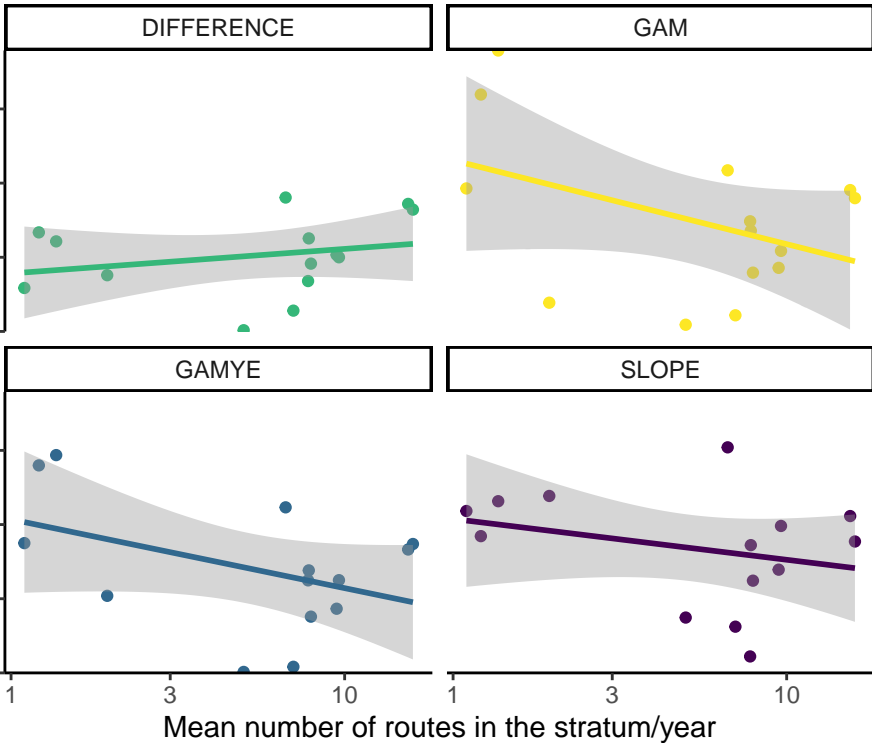 DIFFERENCE
GAM
GAMYE
SLOPE
1 3 10 1 3 10
Mean number of routes in the stratum/year